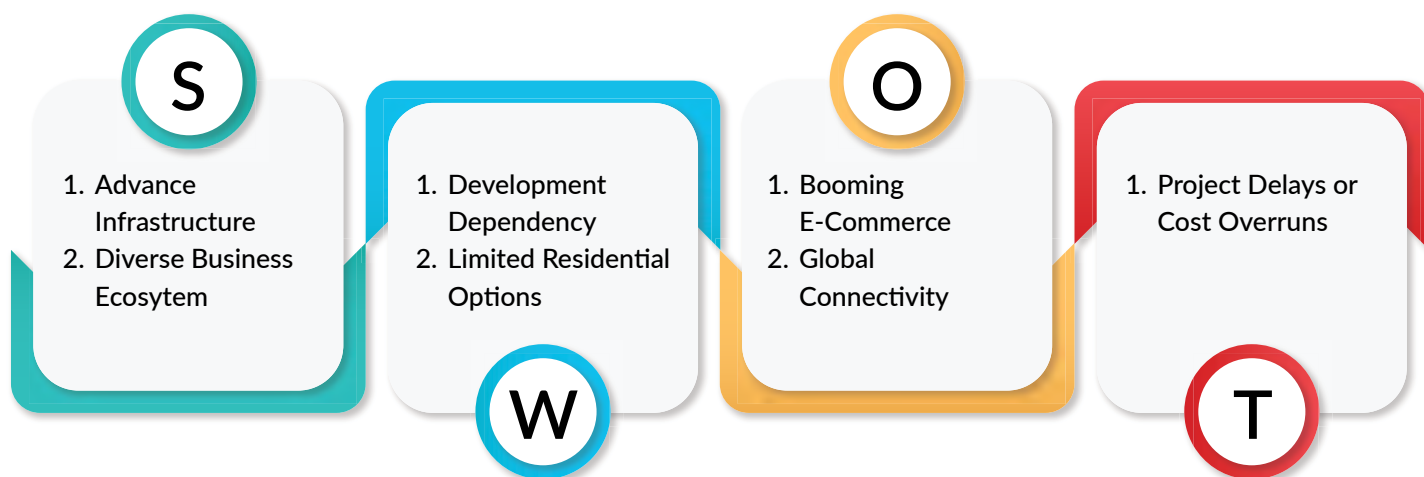 S
1. Advance
Infrastructure
2. Diverse Business
Ecosytem
W
1. Development
Dependency
2. Limited Residential
Options
O
1. Booming
E-Commerce
2. Global
Connectivity
T
1. Project Delays or
Cost Overruns